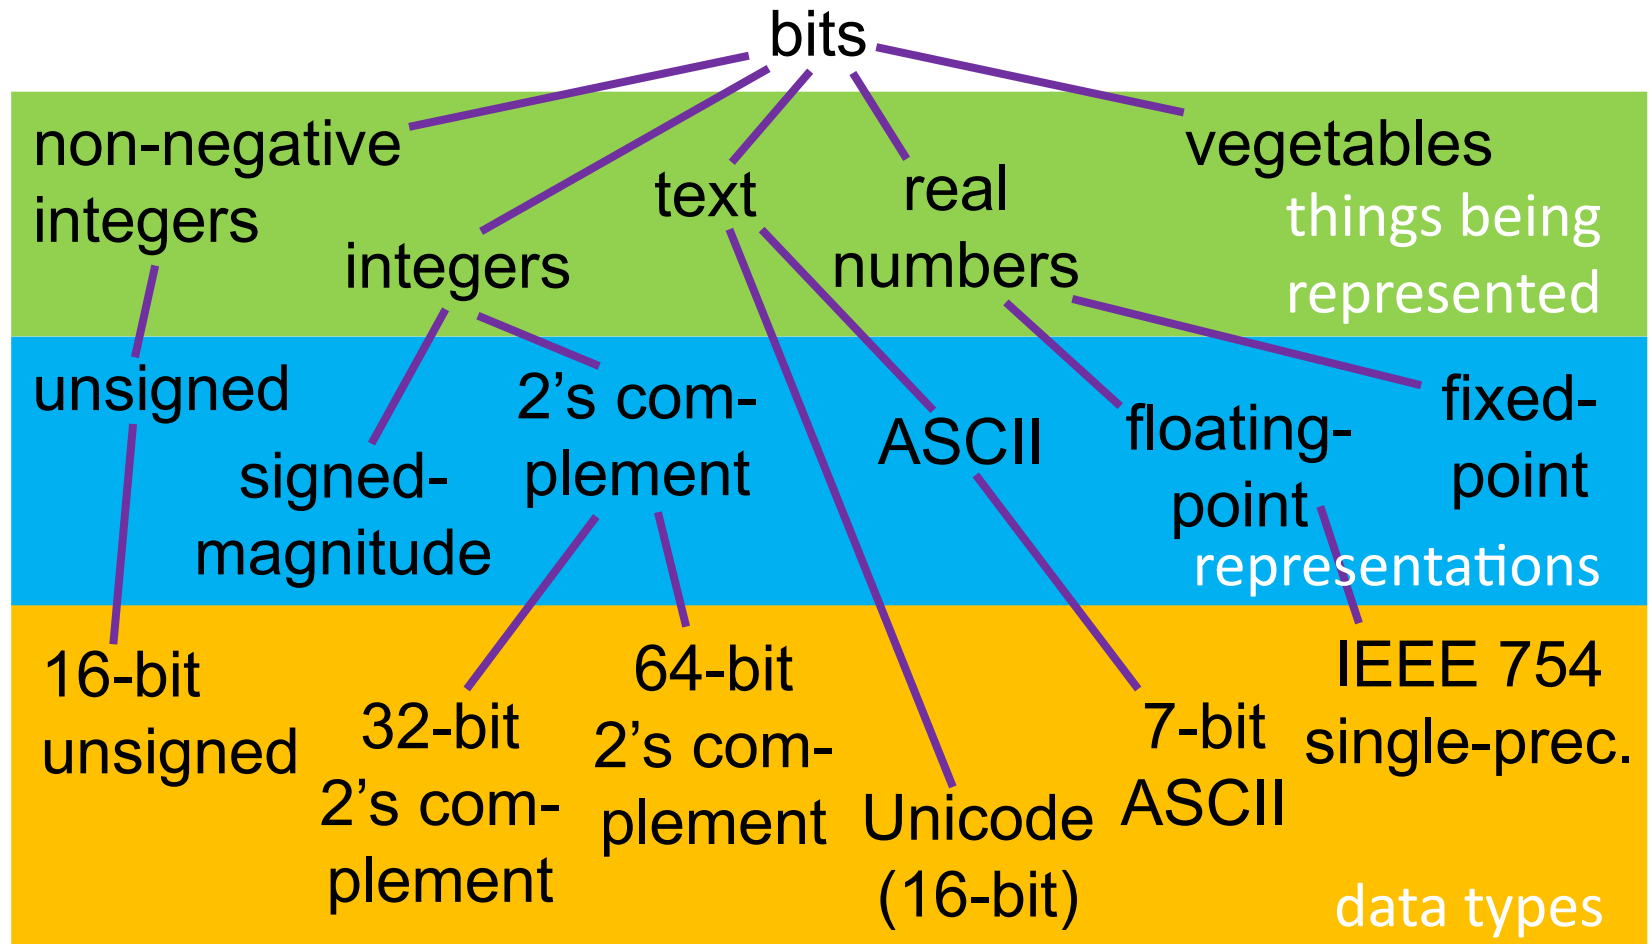 bits
non-negative
integers
integers
text
real
numbers
vegetables
things being
represented
unsigned
signed-
magnitude
2’s com-
plement
ASCII
floating-
point
fixed-
point
representations
16-bit
unsigned
32-bit
2’s com-
plement
64-bit
2’s com-
plement
Unicode
(16-bit)
7-bit
ASCII
IEEE 754
single-prec.
data types